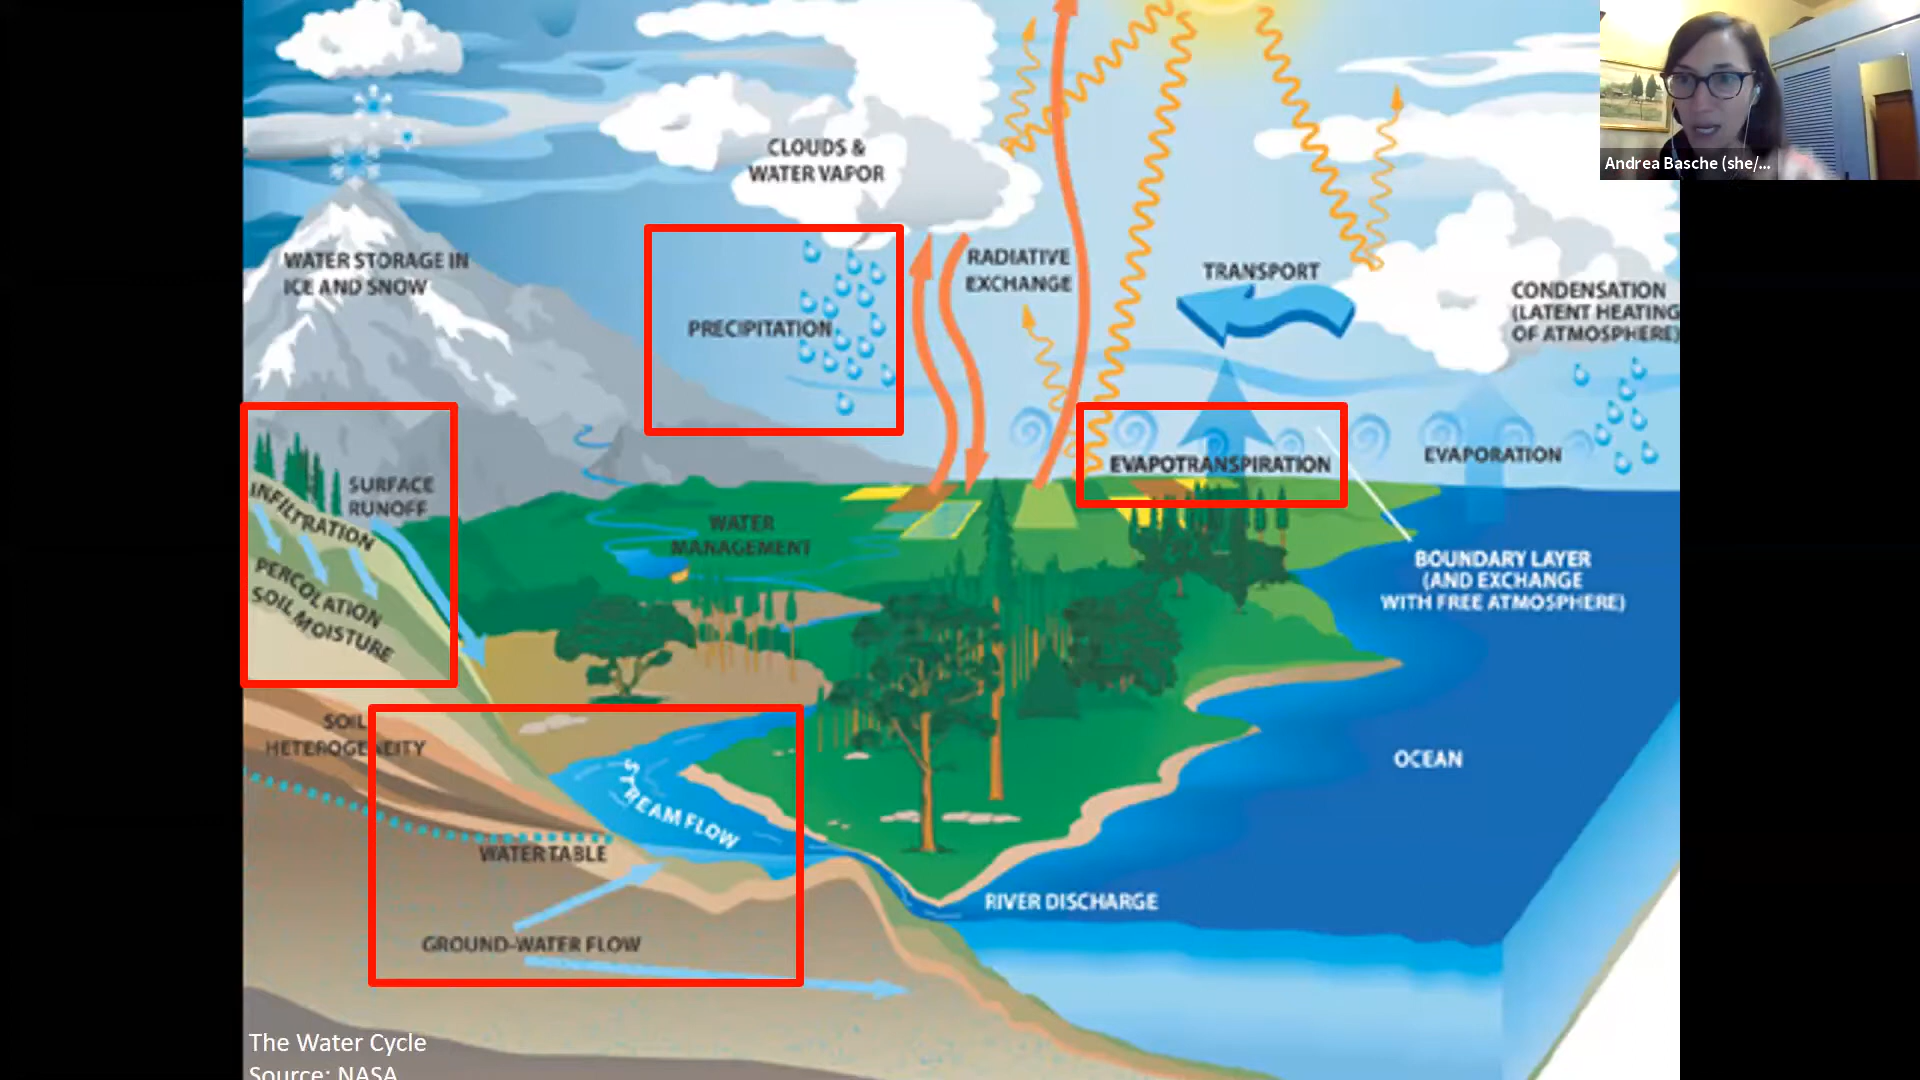 Andrea Basche (she/...
CLOUDS &
WATER VAPOR
WATER STORAGE IN
ICE AND SNOW
RADIATIVE
EXCHANGE
TRANSPORT
CONDENSATION
(LATENT HEATING
OF ATMOSPHERE)
PRECIPITATION
EVAPOTRANSPIRATION
EVAPORATION
SURFACE
RUNOFF
INFILTRATION
PERCOLATION
SOIL MOISTURE
WATER
MANAGEMENT
BOUNDARY LAYER
(AND EXCHANGE
WITH FREE ATMOSPHERE)
SOIL
HETEROGENEITY
STREAM FLOW
OCEAN
WATER TABLE
RIVER DISCHARGE
GROUND-WATER FLOW
The Water Cycle
Source: NASA